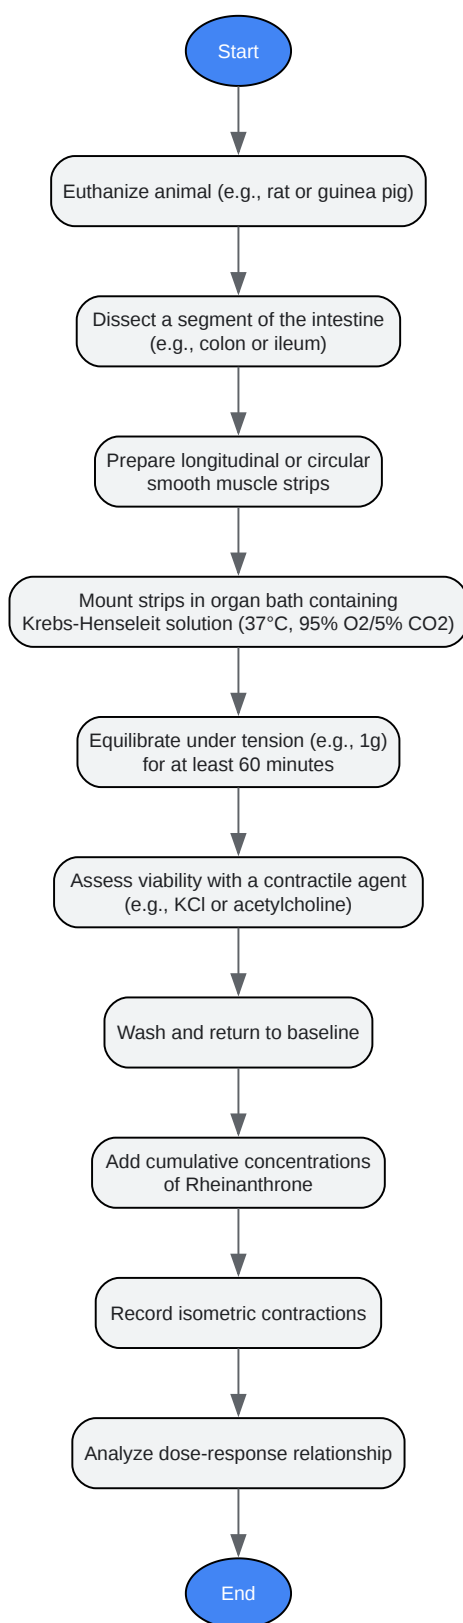 Start
Euthanize animal (e.g., rat or guinea pig)
Dissect a segment of the intestine
(e.g., colon or ileum)
Prepare longitudinal or circular
smooth muscle strips
Mount strips in organ bath containing
Krebs-Henseleit solution (37°C, 95% O2/5% CO2)
Equilibrate under tension (e.g., 1g)
for at least 60 minutes
Assess viability with a contractile agent
(e.g., KCl or acetylcholine)
Wash and return to baseline
Add cumulative concentrations
of Rheinanthrone
Record isometric contractions
Analyze dose-response relationship
End